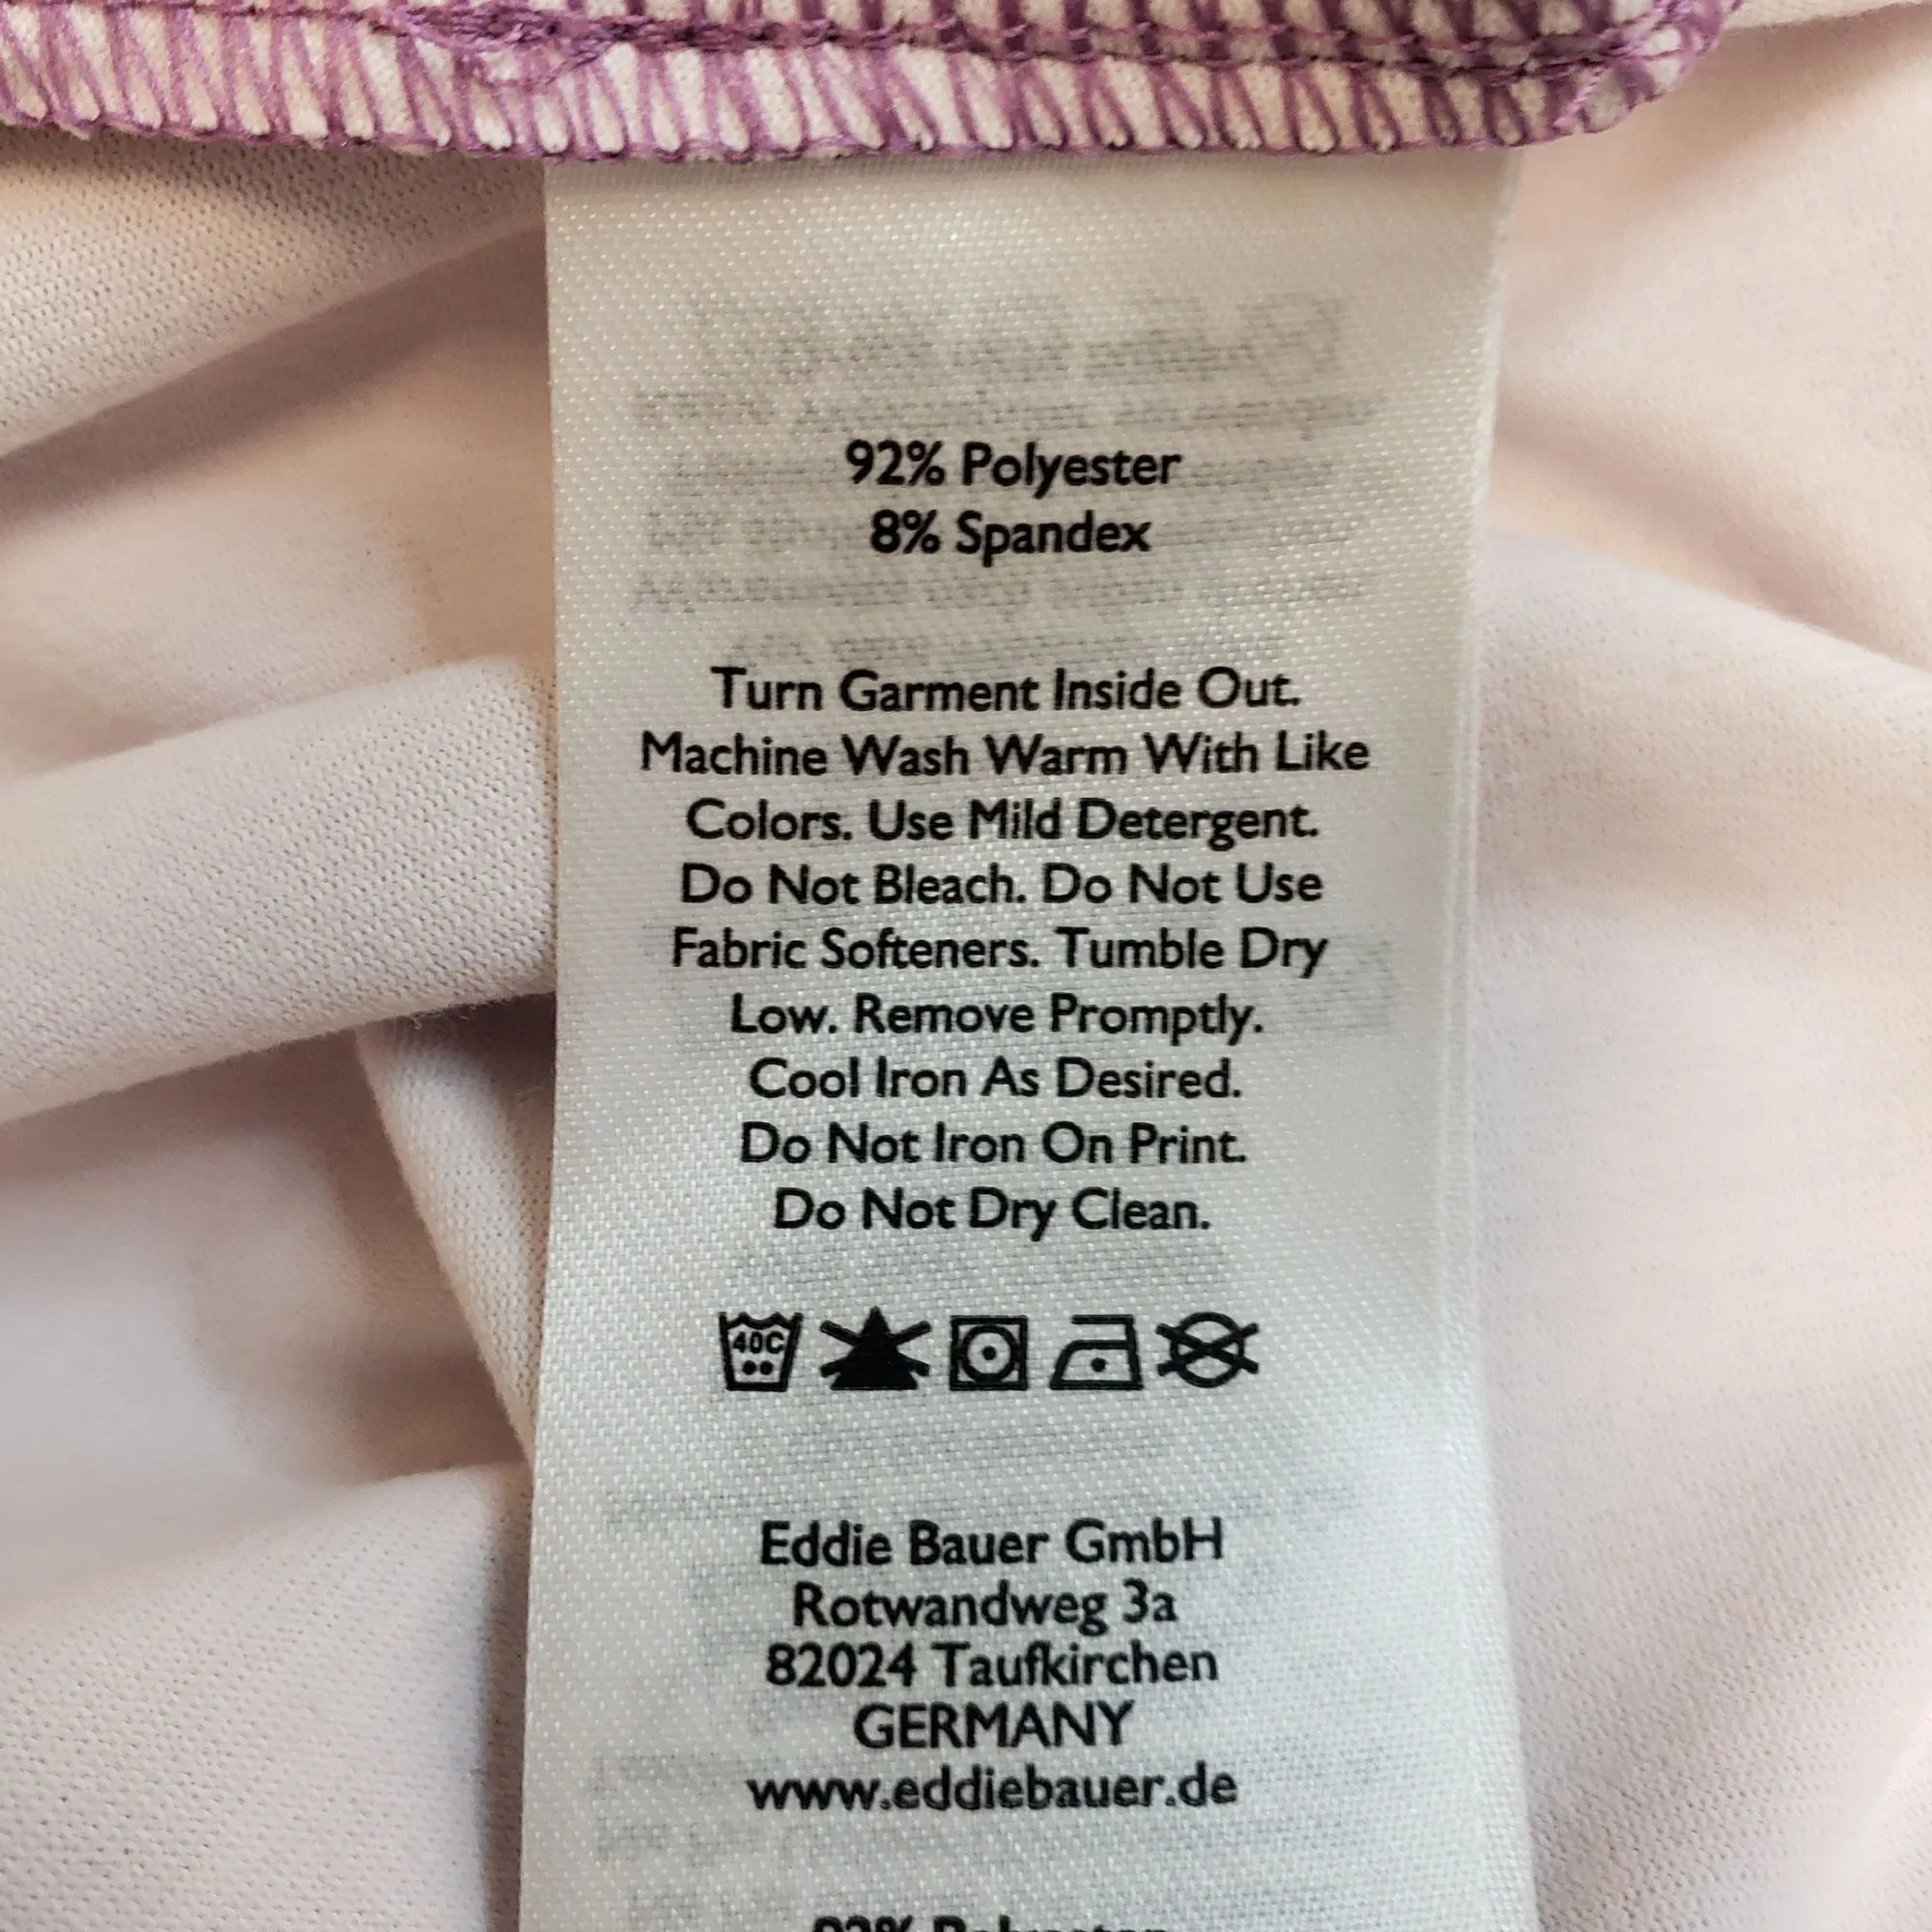 92% Polyester
8% Spandex
Turn Garment Inside Out.
Machine Wash Warm With Like
Colors. Use Mild Detergent.
Do Not Bleach. Do Not Use
Fabric Softeners. Tumble Dry
Low. Remove Promptly.
Cool Iron As Desired.
Do Not Iron On Print.
Do Not Dry Clean.
40C
Eddie Bauer GmbH
Rotwandweg 3a
82024 Taufkirchen
GERMANY
www.eddiebauer.de
92% Polyester